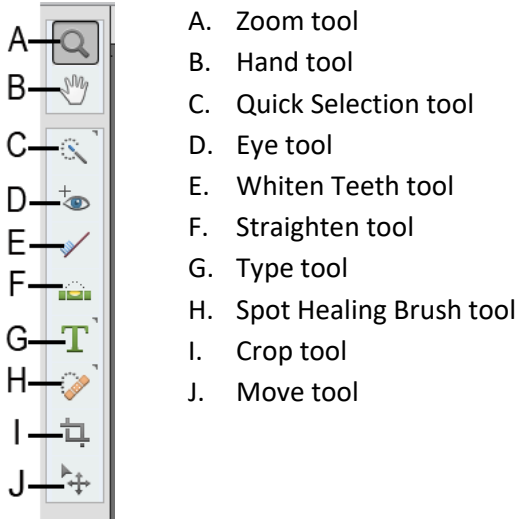 A
B
C
D
E
F
G
T
H
I
J
A. Zoom tool
B. Hand tool
C. Quick Selection tool
D. Eye tool
E. Whiten Teeth tool
F. Straighten tool
G. Type tool
H. Spot Healing Brush tool
I. Crop tool
J. Move tool